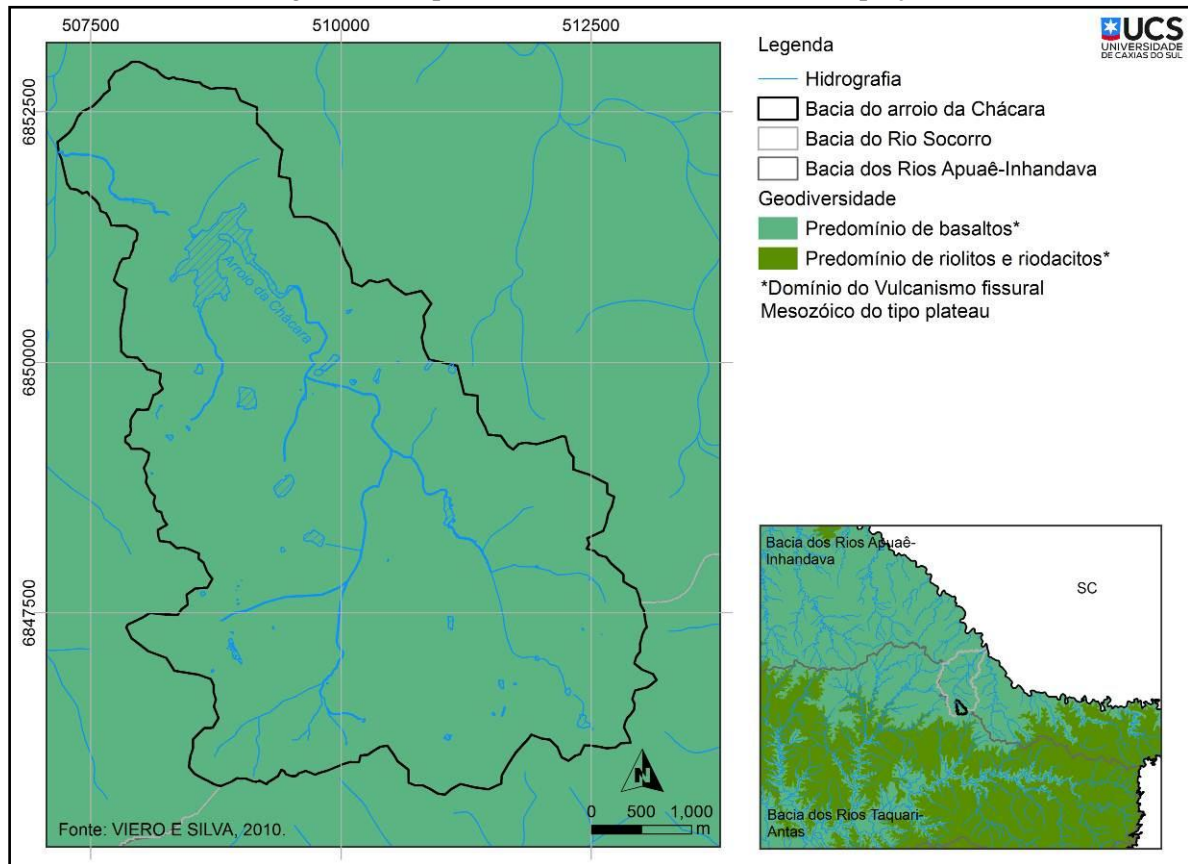 507500
510000
512500
6852500
6850000
6847500
Arroio da Chácara
0 500 1,000
m
N
Fonte: VIERO E SILVA, 2010.
UCS
UNIVERSIDADE
DE CAXIAS DO SUL
Legenda
Hidrografia
Bacia do arroio da Chácara
Bacia do Rio Socorro
Bacia dos Rios Apuaê-Inhandava
Geodiversidade
Predomínio de basaltos*
Predomínio de riolitos e riodacitos*
*Domínio do Vulcanismo fissural
Mesozóico do tipo plateau
Bacia dos Rios Apuaê-
Inhandava
SC
Bacia dos Rios Taquari-
Antas